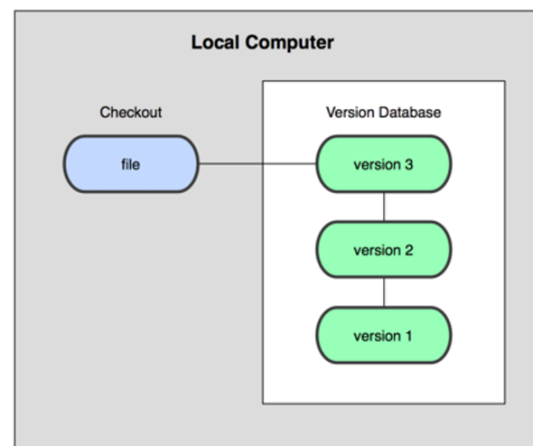 Local Computer
Checkout
Version Database
file
version 3
version 2
version 1